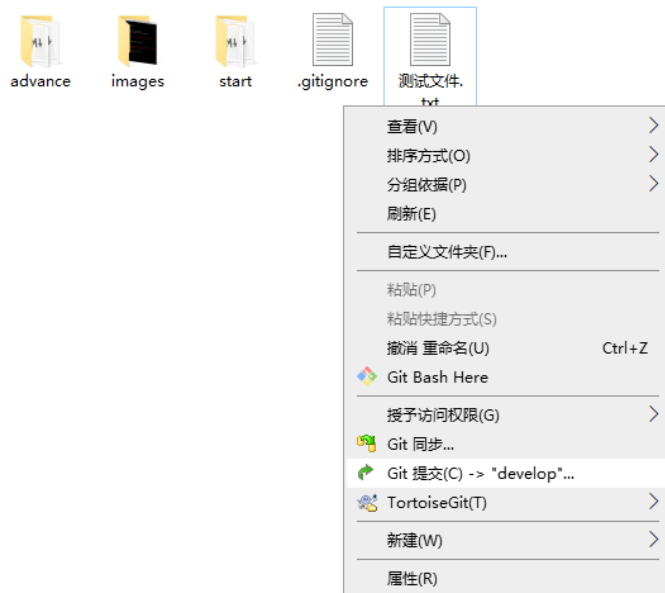 advance
images
start
.gitignore
测试文件.
txt
查看(V)
排序方式(O)
分组依据(P)
刷新(E)
自定义文件夹(F)...
粘贴(P)
粘贴快捷方式(S)
撤消 重命名(U) Ctrl+Z
Git Bash Here
授予访问权限(G)
Git 同步...
Git 提交(C) -> "develop"...
TortoiseGit(T)
新建(W)
属性(R)